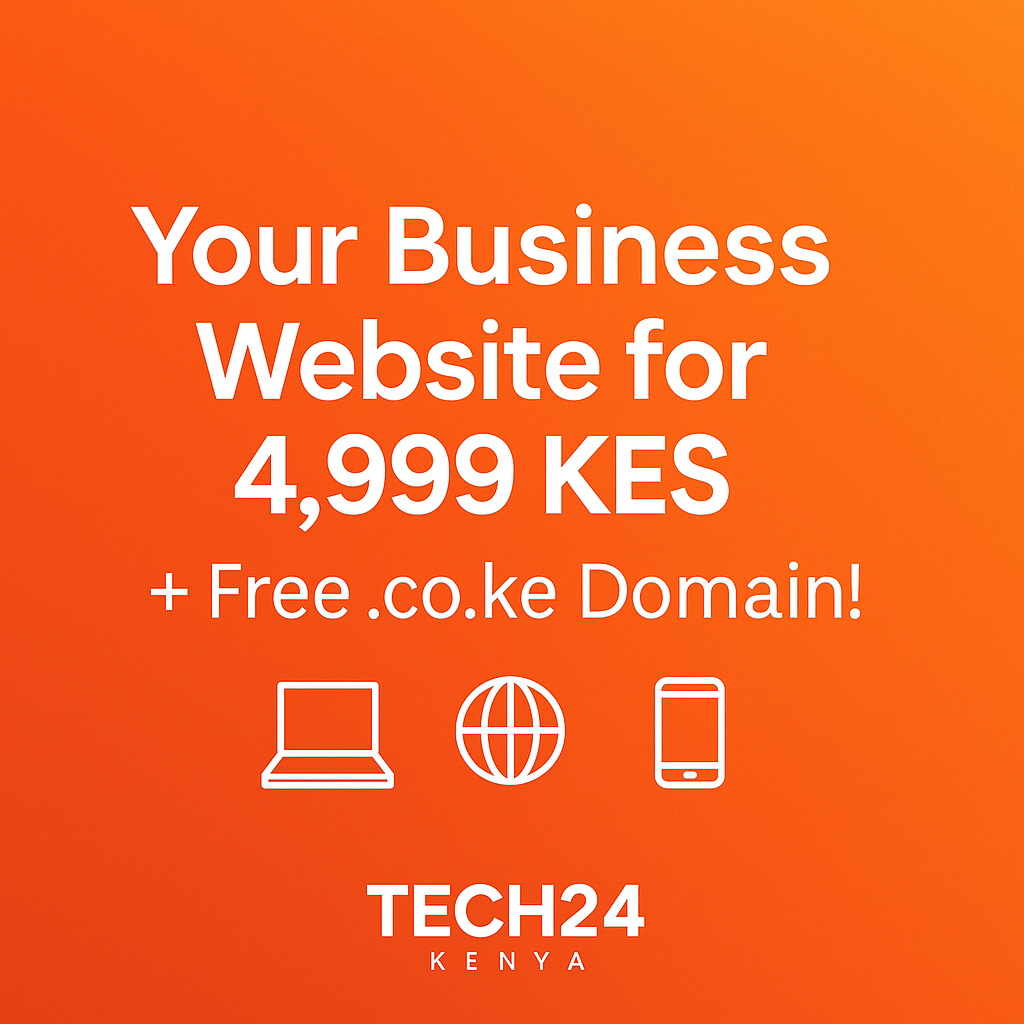 Your Business
Website for
4,999 KES
+ Free .co.ke Domain!
TECH24
KENYA